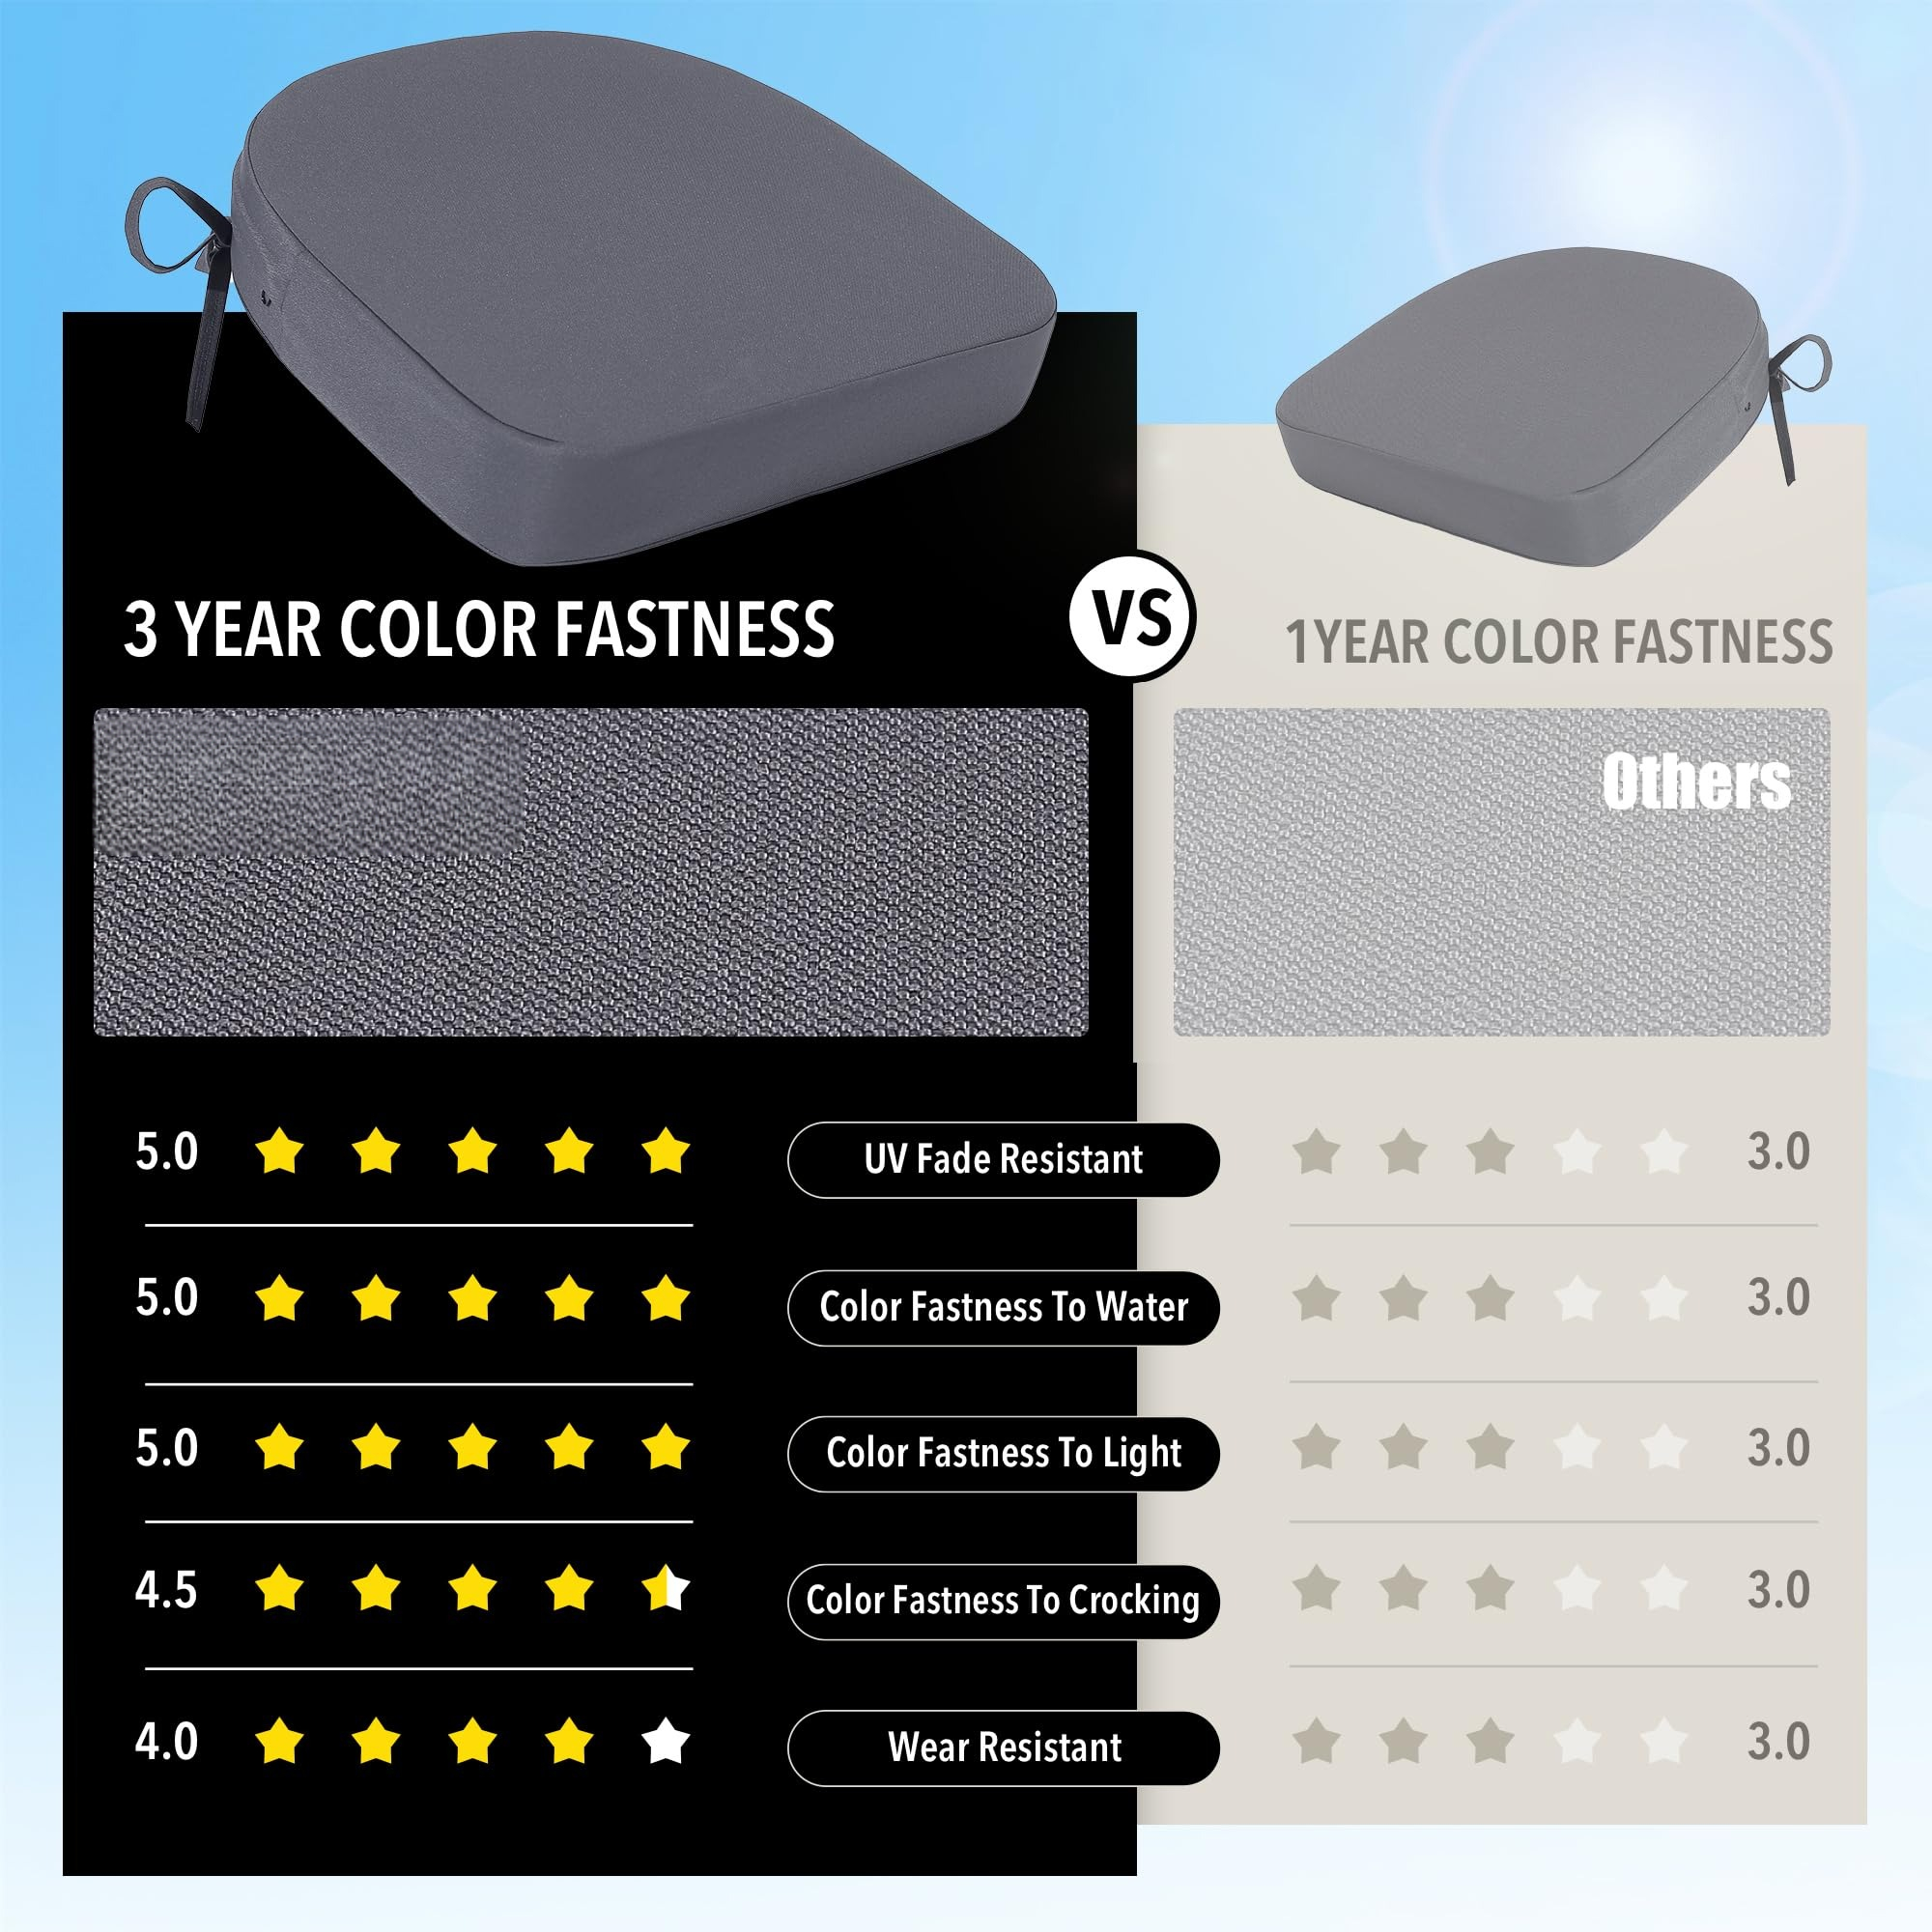 3 YEAR COLOR FASTNESS
VS
1YEAR COLOR FASTNESS
Others
5.0 UV Fade Resistant 3.0
5.0 Color Fastness To Water 3.0
5.0 Color Fastness To Light 3.0
4.5 Color Fastness To Crocking 3.0
4.0 Wear Resistant 3.0